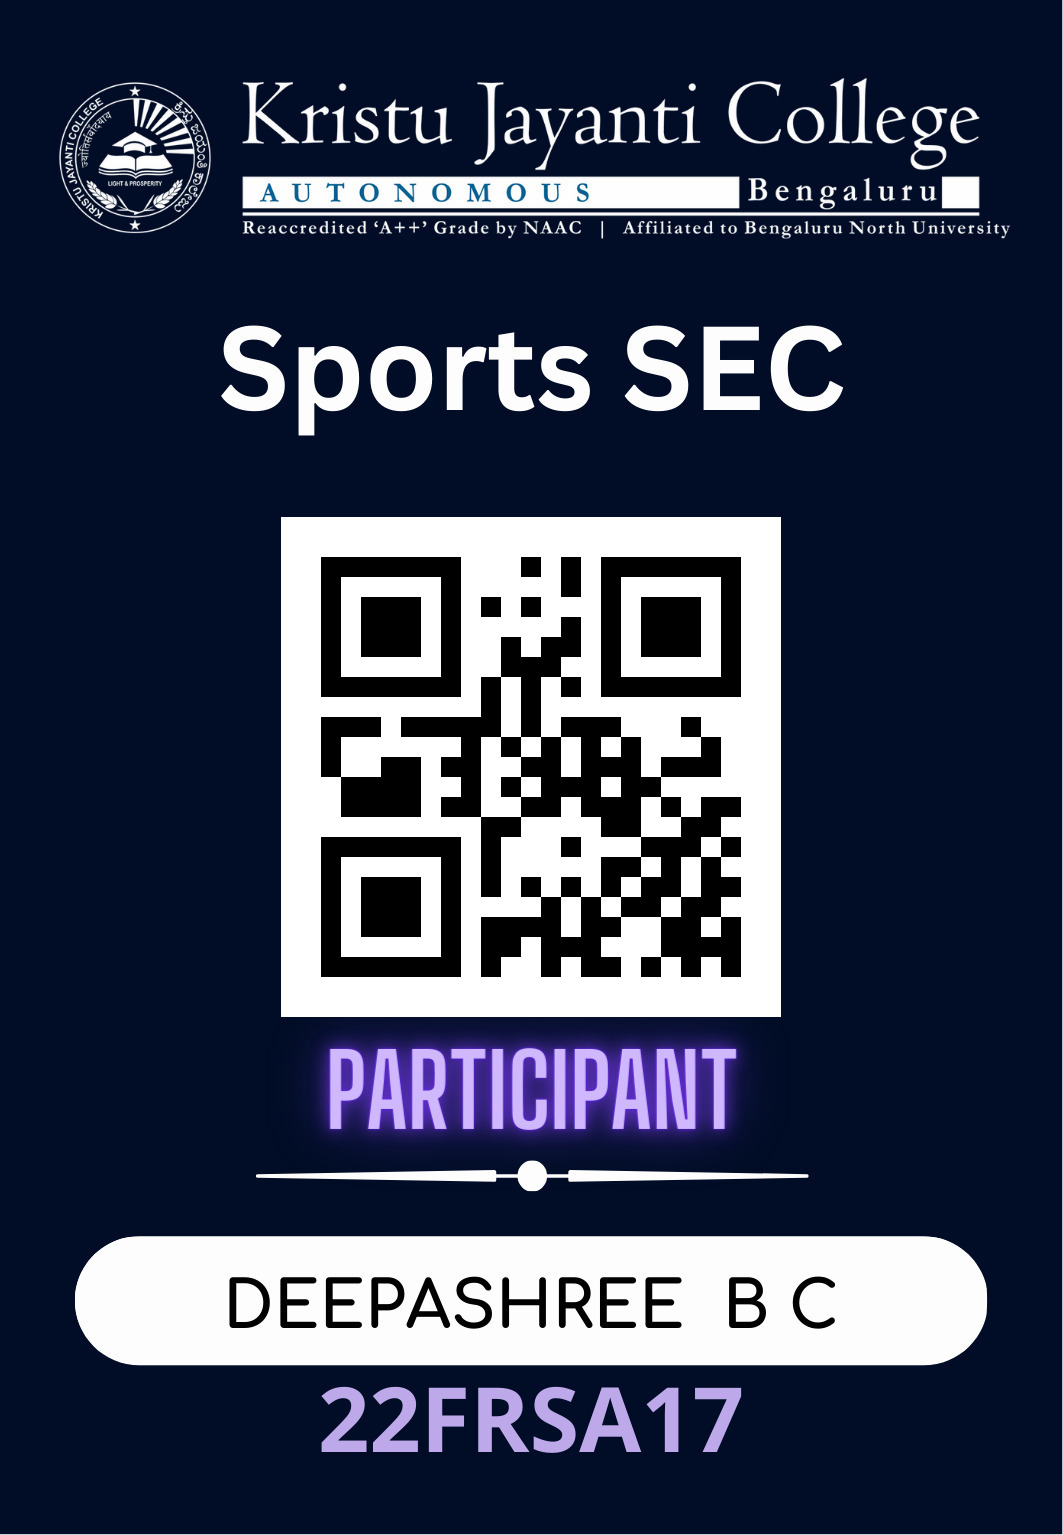 Kristu Jayanti College
AUTONOMOUS Bengaluru
Reaccredited ‘A++’ Grade by NAAC | Affiliated to Bengaluru North University
KRISTU JAYANTI COLLEGE
ಕ್ರಿಸ್ತು ಜಯಂತಿ ಕಾಲೇಜು
LIGHT & PROSPERITY
Sports SEC
PARTICIPANT
DEEPASHREE B C
22FRSA17